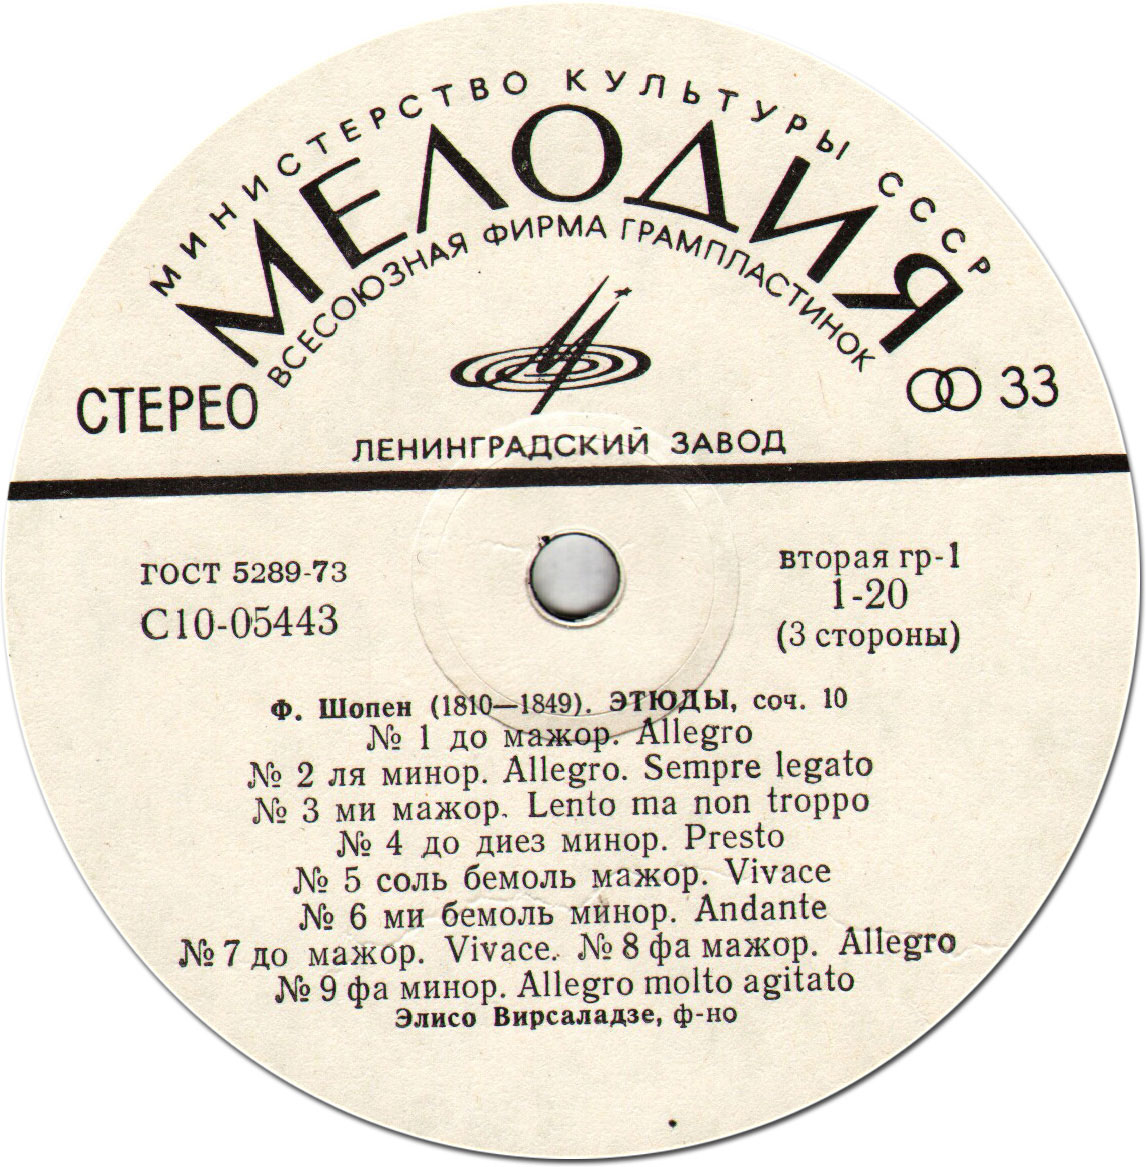 МИНИСТЕРСТВО КУЛЬТУРЫ СССР
МЕЛОДИЯ
ВСЕСОЮЗНАЯ ФИРМА ГРАМПЛАСТИНОК
СТЕРЕО
33
ЛЕНИНГРАДСКИЙ ЗАВОД
ГОСТ 5289-73
С10-05443
вторая гр-1
1-20
(3 стороны)
Ф. Шопен (1810—1849). ЭТЮДЫ, соч. 10
№ 1 до мажор. Allegro
№ 2 ля минор. Allegro. Sempre legato
№ 3 ми мажор. Lento ma non troppo
№ 4 до диез минор. Presto
№ 5 соль бемоль мажор. Vivace
№ 6 ми бемоль минор. Andante
№ 7 до мажор. Vivace. № 8 фа мажор. Allegro
№ 9 фа минор. Allegro molto agitato
Элисо Вирсаладзе, ф-но